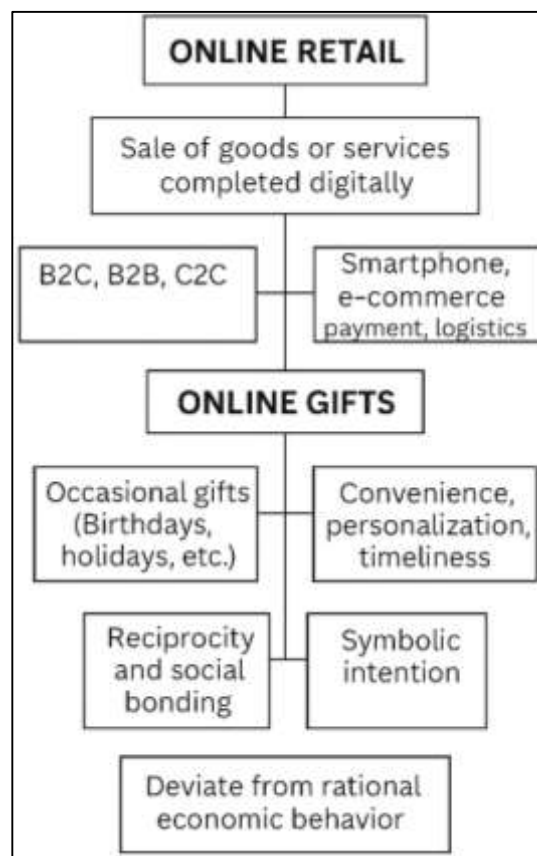 ONLINE RETAIL
Sale of goods or services
completed digitally
B2C, B2B, C2C
Smartphone,
e-commerce
payment, logistics
ONLINE GIFTS
Occasional gifts
(Birthdays,
holidays, etc.)
Convenience,
personalization,
timeliness
Reciprocity
and social
bonding
Symbolic
intention
Deviate from rational
economic behavior